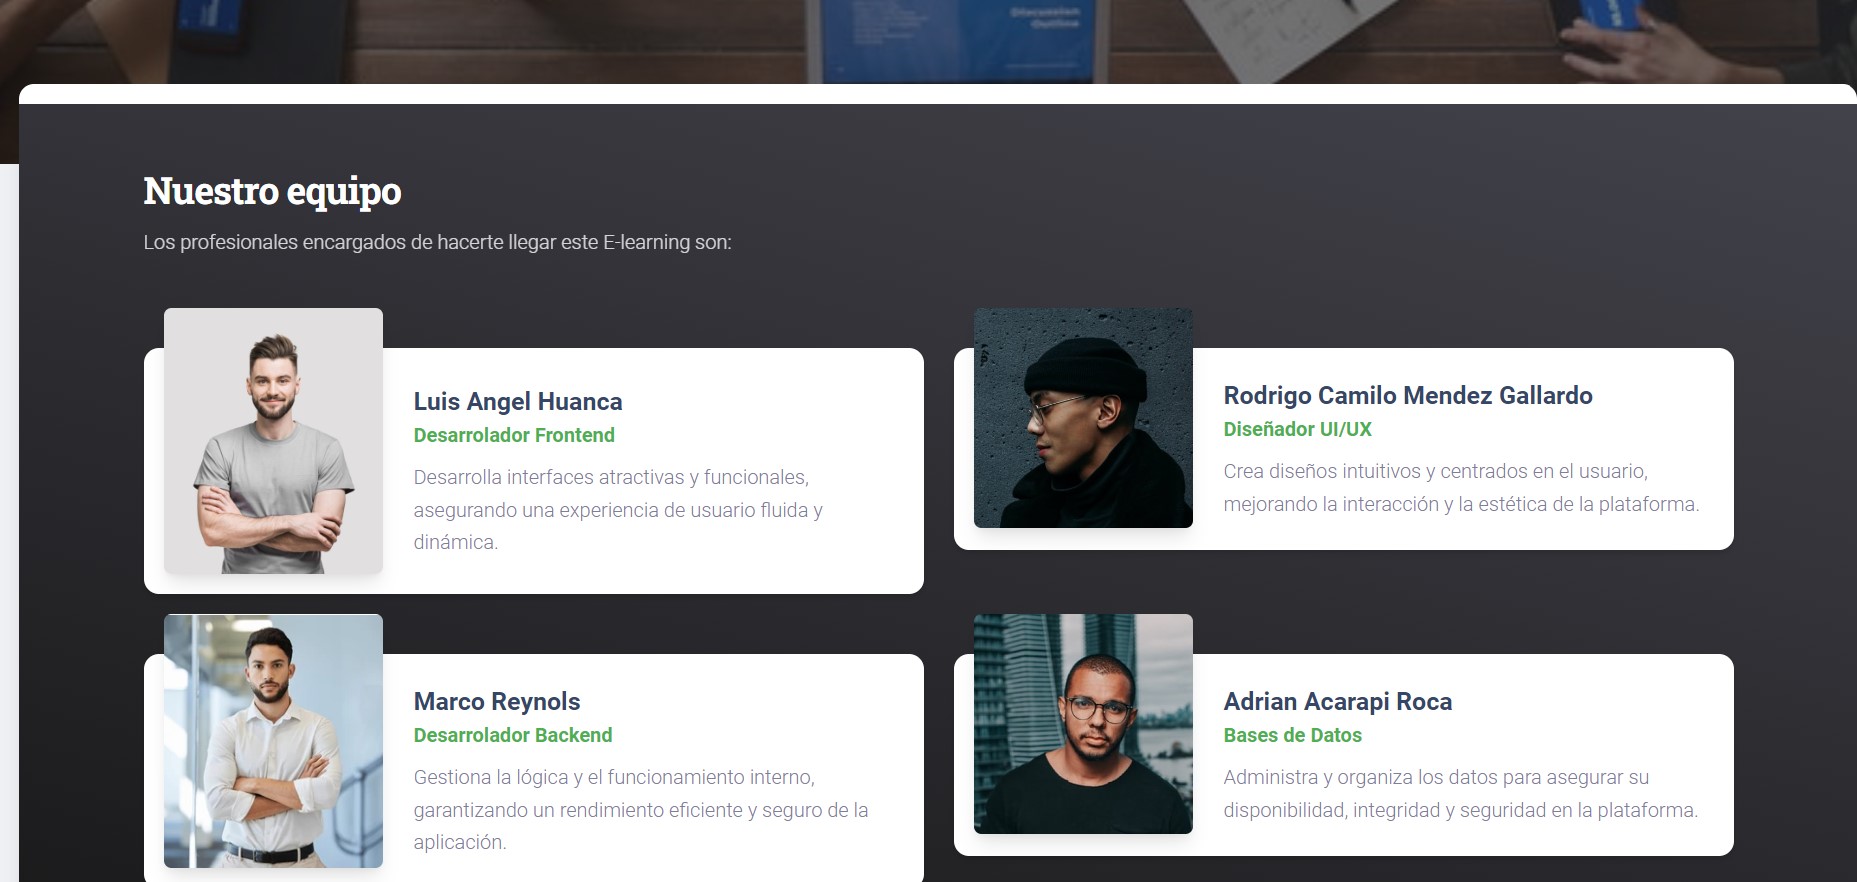 Discussion
Outline
Nuestro equipo
Los profesionales encargados de hacerte llegar este E-learning son:
Luis Angel Huanca
Desarrolador Frontend
Desarrolla interfaces atractivas y funcionales,
asegurando una experiencia de usuario fluida y
dinámica.
Rodrigo Camilo Mendez Gallardo
Diseñador UI/UX
Crea diseños intuitivos y centrados en el usuario,
mejorando la interacción y la estética de la plataforma.
Marco Reynols
Desarrolador Backend
Gestiona la lógica y el funcionamiento interno,
garantizando un rendimiento eficiente y seguro de la
aplicación.
Adrian Acarapi Roca
Bases de Datos
Administra y organiza los datos para asegurar su
disponibilidad, integridad y seguridad en la plataforma.